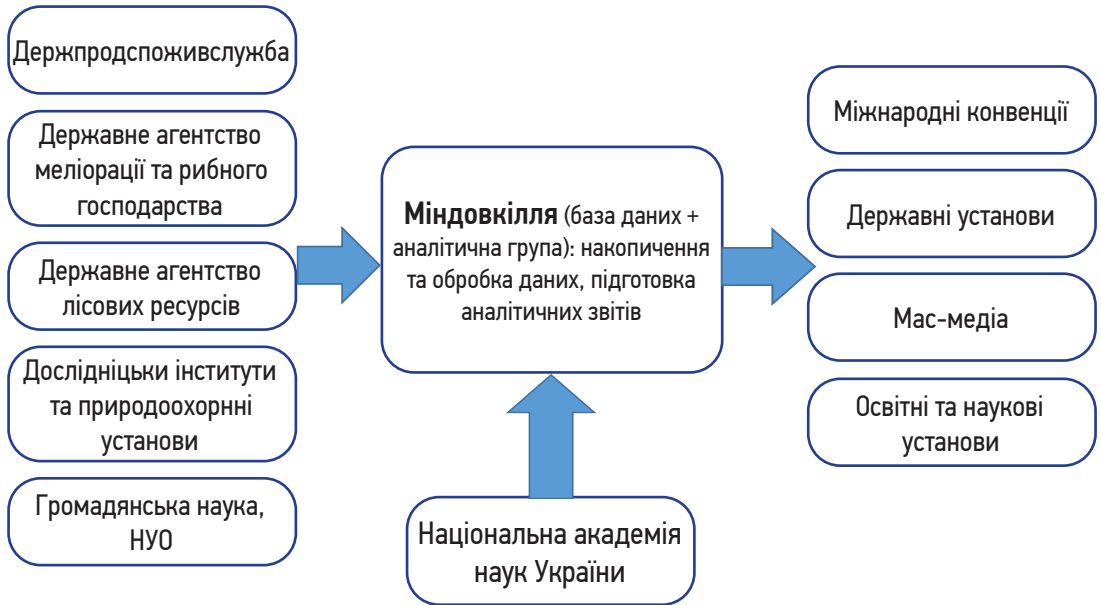 Держпродспоживслужба
Державне агентство
меліорації та рибного
господарства
Державне агентство
лісових ресурсів
Дослідніцьки інститути
та природоохорнні
установи
Громадянська наука,
НУО
Міндовкілля (база даних +
аналітична група): накопичення
та обробка даних, підготовка
аналітичних звітів
Національна академія
наук України
Міжнародні конвенції
Державні установи
Мас-медіа
Освітні та наукові
установи